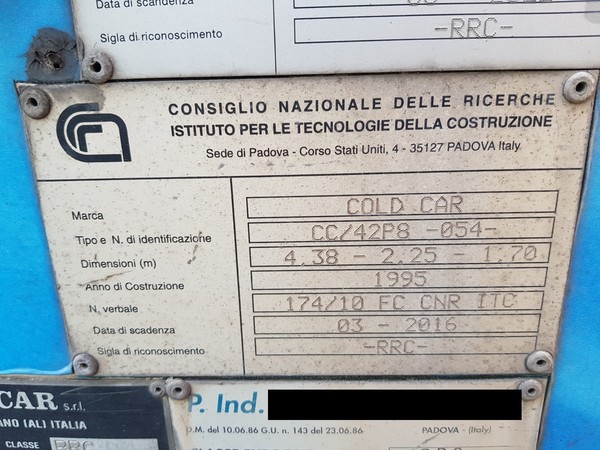 Data di scadenza
Sigla di riconoscimento -RRC-
CONSIGLIO NAZIONALE DELLE RICERCHE
ISTITUTO PER LE TECNOLOGIE DELLA COSTRUZIONE
Sede di Padova - Corso Stati Uniti, 4 - 35127 PADOVA Italy
Marca COLD CAR
Tipo e N. di identificazione CC/42P8 -054-
Dimensioni (m) 4.38 - 2.25 - 1.70
Anno di Costruzione 1995
N. verbale 174/10 FC CNR ITC
Data di scadenza 03 - 2016
Sigla di riconoscimento -RRC-
CAR s.r.l.
ANO (AL) ITALIA
CLASSE RRC
P. Ind.
D.M. del 10.06.86 G.U. n. 143 del 23.06.86 PADOVA - (Italy)